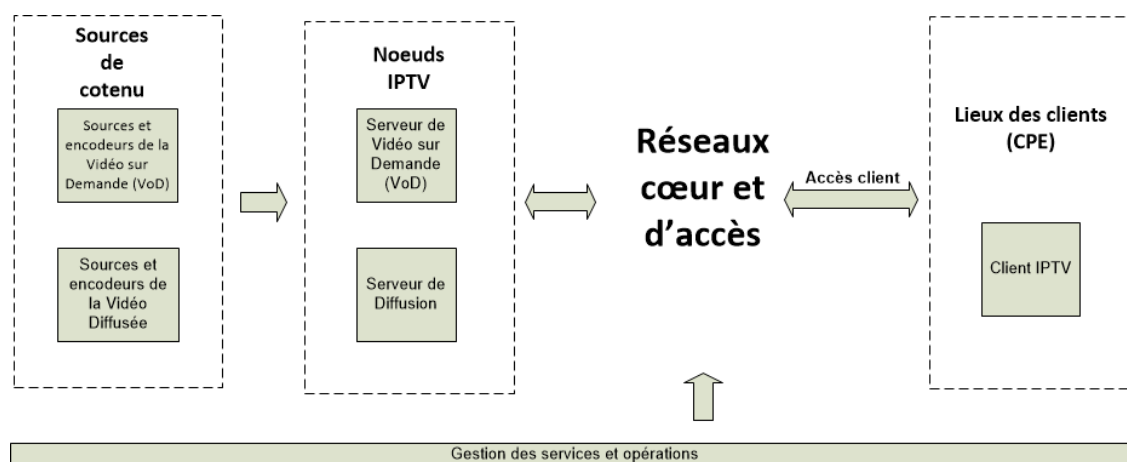 Sources
de
cotenu
Sources et
encodeurs de la
Vidéo sur
Demande (VoD)
Sources et
encodeurs de
la Vidéo
Diffusée
Noeuds
IPTV
Serveur de
Vidéo sur
Demande
(VoD)
Serveur de
Diffusion
Réseaux
cœur et
d’accès
Accès client
Lieux des clients
(CPE)
Client IPTV
Gestion des services et opérations